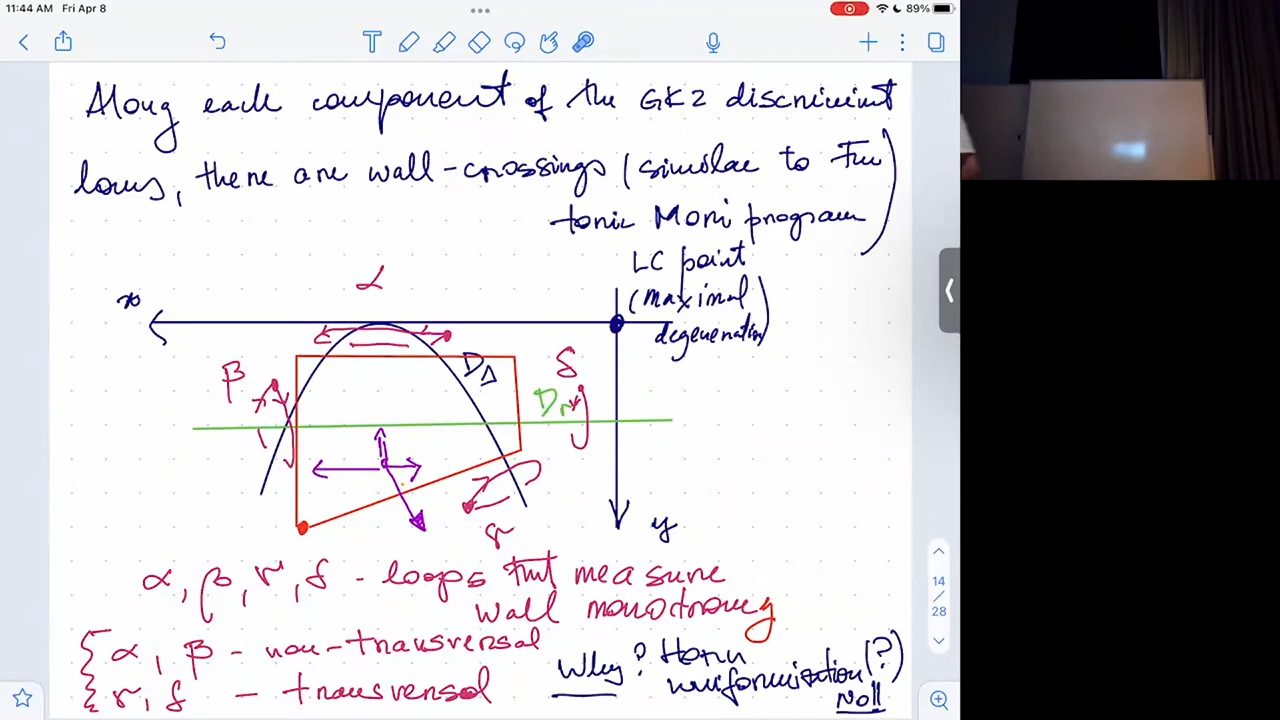 11:44 AM Fri Apr 8
89%
T
Along each component of the GKZ discriminant
locus, there are wall-crossings (similar to the
toric Mori program)
LC point
(maximal
degeneration)
α
x
β
D_Δ
δ
D_r
γ
y
α, β, γ, δ - loops that measure
wall monodromy
{ α, β - non-transversal
{ γ, δ - transversal
Why? Horn
uniformization (?)
No!!
14
/
28